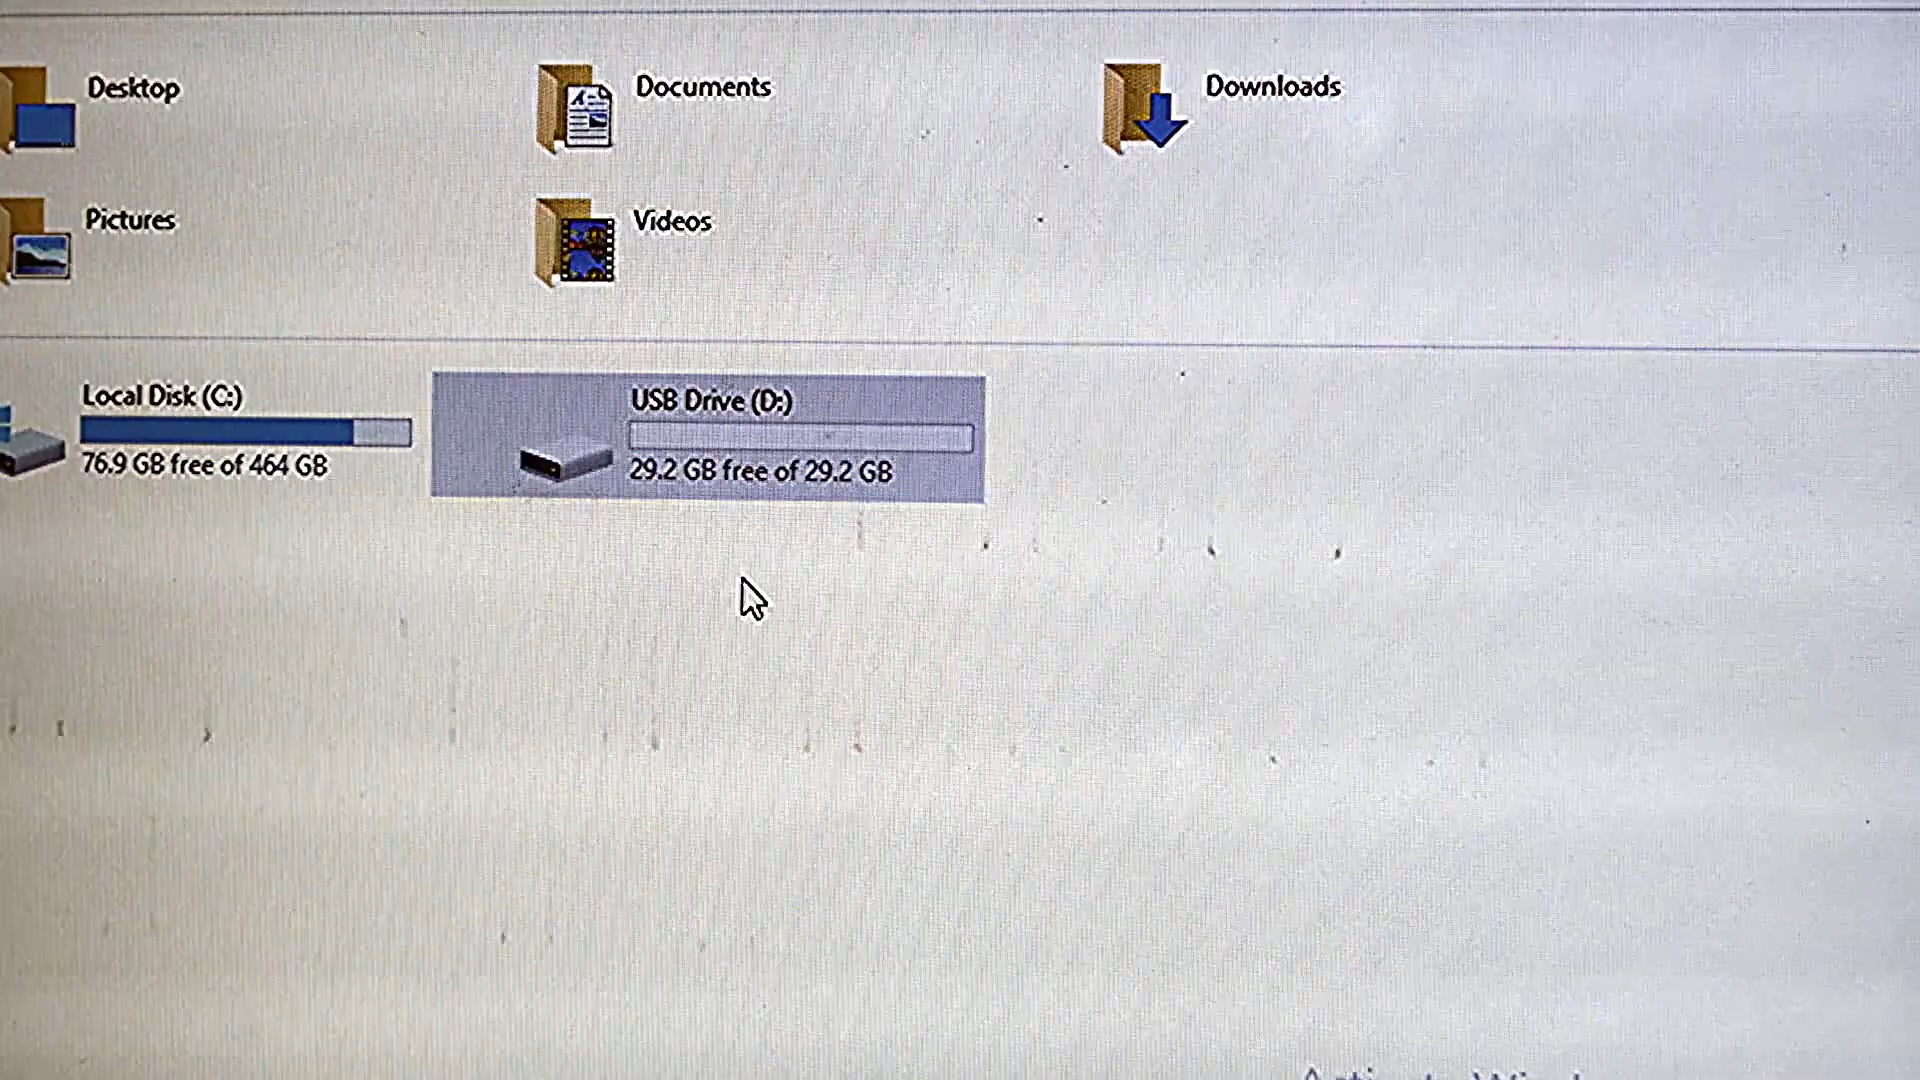 Desktop
Documents
Downloads
Pictures
Videos
Local Disk (C:)
76.9 GB free of 464 GB
USB Drive (D:)
29.2 GB free of 29.2 GB